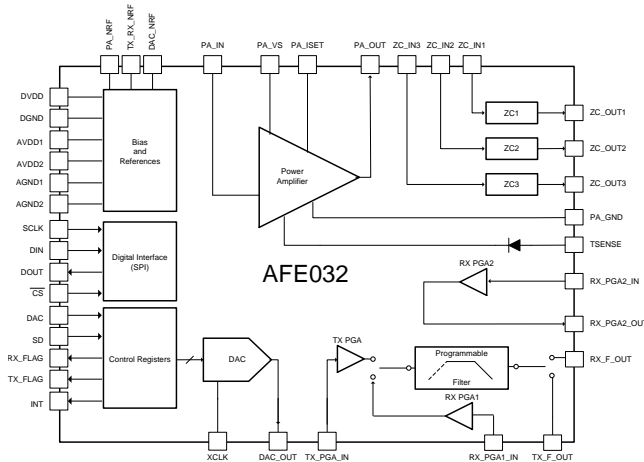 PA_NRF
TX_RX_NRF
DAC_NRF
PA_IN
PA_VS
PA_ISET
PA_OUT
ZC_IN3
ZC_IN2
ZC_IN1
DVDD
DGND
AVDD1
AVDD2
AGND1
AGND2
SCLK
DIN
DOUT
CS
DAC
SD
RX_FLAG
TX_FLAG
INT
Bias
and
References
Digital Interface
(SPI)
Control Registers
DAC
Power
Amplifier
AFE032
ZC1
ZC2
ZC3
ZC_OUT1
ZC_OUT2
ZC_OUT3
PA_GND
TSENSE
RX PGA2
RX_PGA2_IN
RX_PGA2_OUT
TX PGA
Programmable
Filter
RX PGA1
RX_F_OUT
XCLK
DAC_OUT
TX_PGA_IN
RX_PGA1_IN
TX_F_OUT